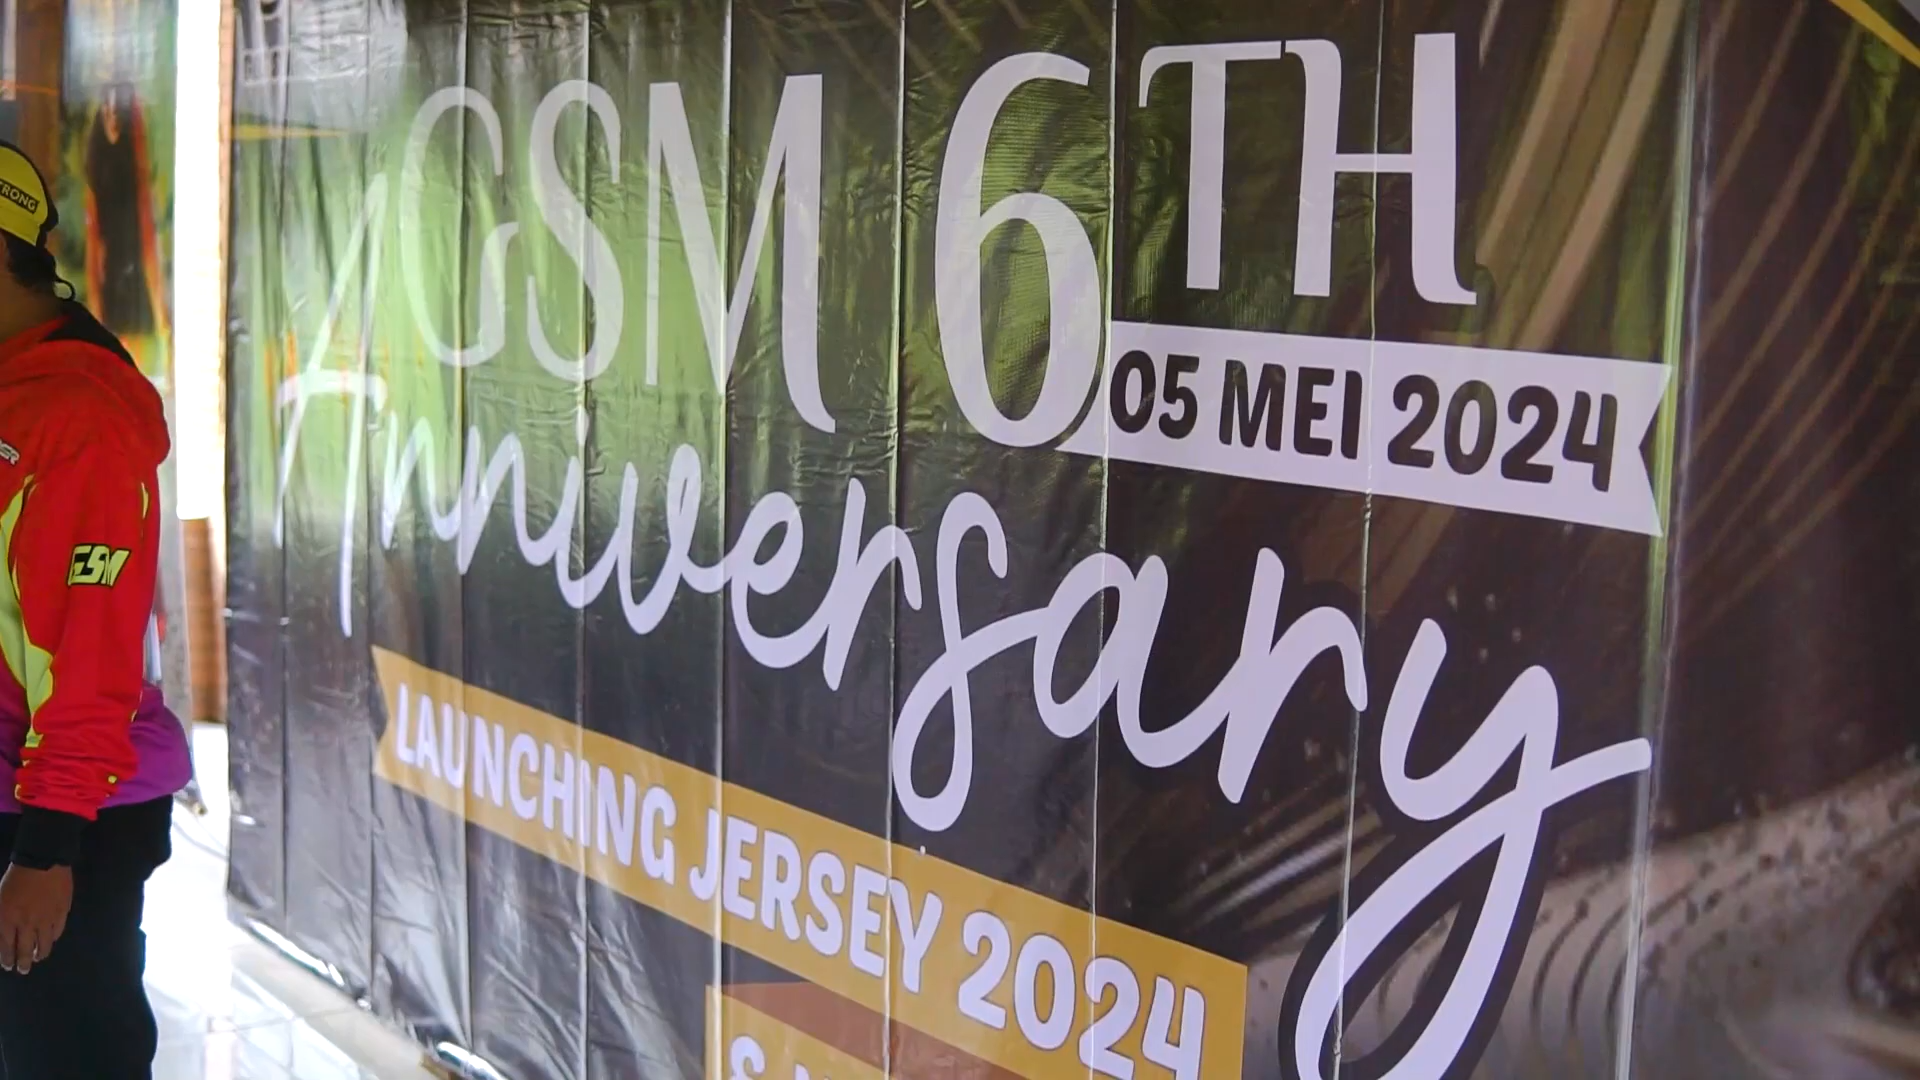 GSM 6TH
05 MEI 2024
Anniversary
LAUNCHING JERSEY 2024
&
GSM